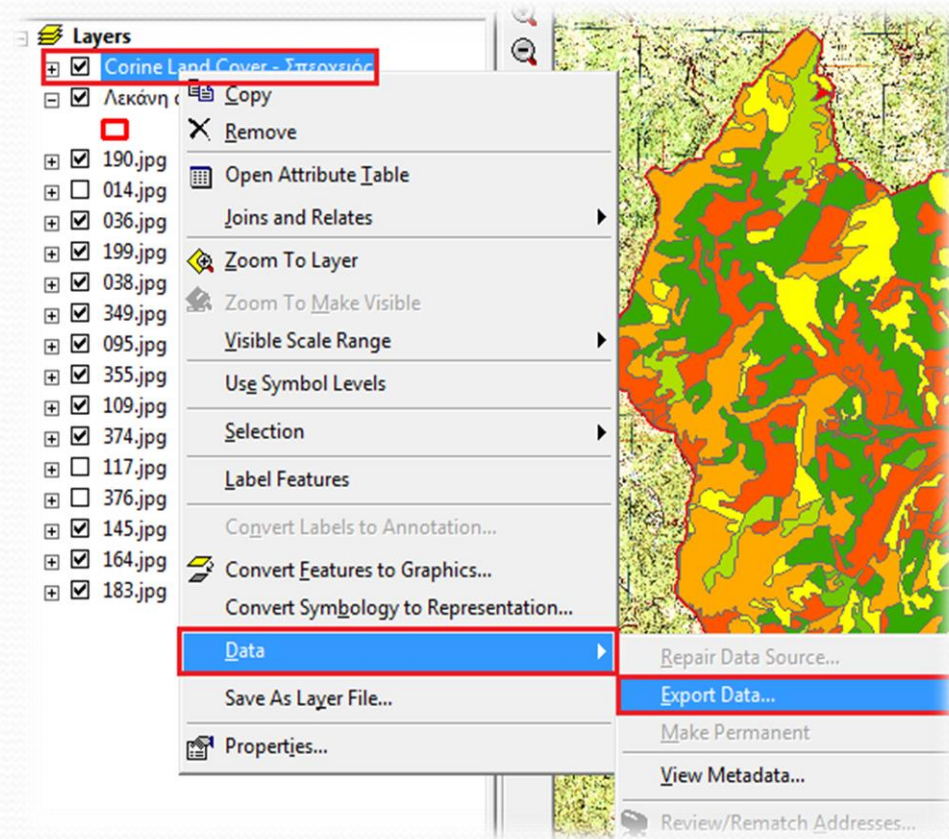 Layers
Corine Land Cover - Σπερχειός
Λεκάνη
190.jpg
014.jpg
036.jpg
199.jpg
038.jpg
349.jpg
095.jpg
355.jpg
109.jpg
374.jpg
117.jpg
376.jpg
145.jpg
164.jpg
183.jpg
Copy
Remove
Open Attribute Table
Joins and Relates
Zoom To Layer
Zoom To Make Visible
Visible Scale Range
Use Symbol Levels
Selection
Label Features
Convert Labels to Annotation...
Convert Features to Graphics...
Convert Symbology to Representation...
Data
Save As Layer File...
Properties...
Repair Data Source...
Export Data...
Make Permanent
View Metadata...
Review/Rematch Addresses...